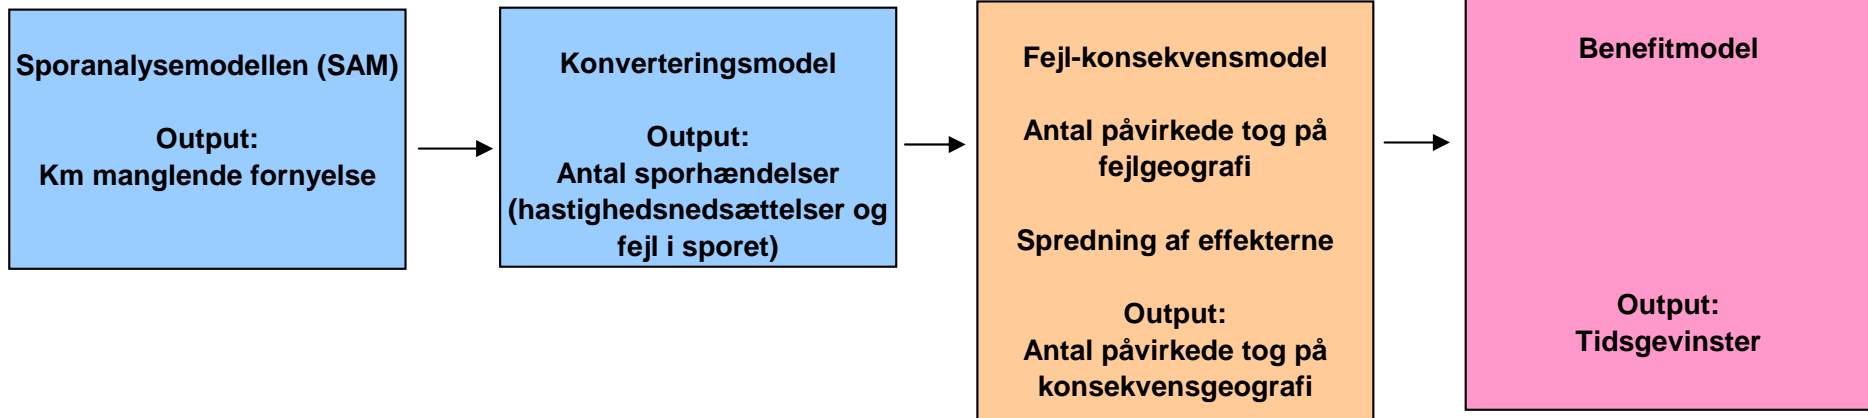 Sporanalysemodellen (SAM)
Output:
Km manglende fornyelse
Konverteringsmodel
Output:
Antal sporhændelser
(hastighedsnedsættelser og
fejl i sporet)
Fejl-konsekvensmodel
Antal påvirkede tog på
fejlgeografi
Spredning af effekterne
Output:
Antal påvirkede tog på
konsekvensgeografi
Benefitmodel
Output:
Tidsgevinster